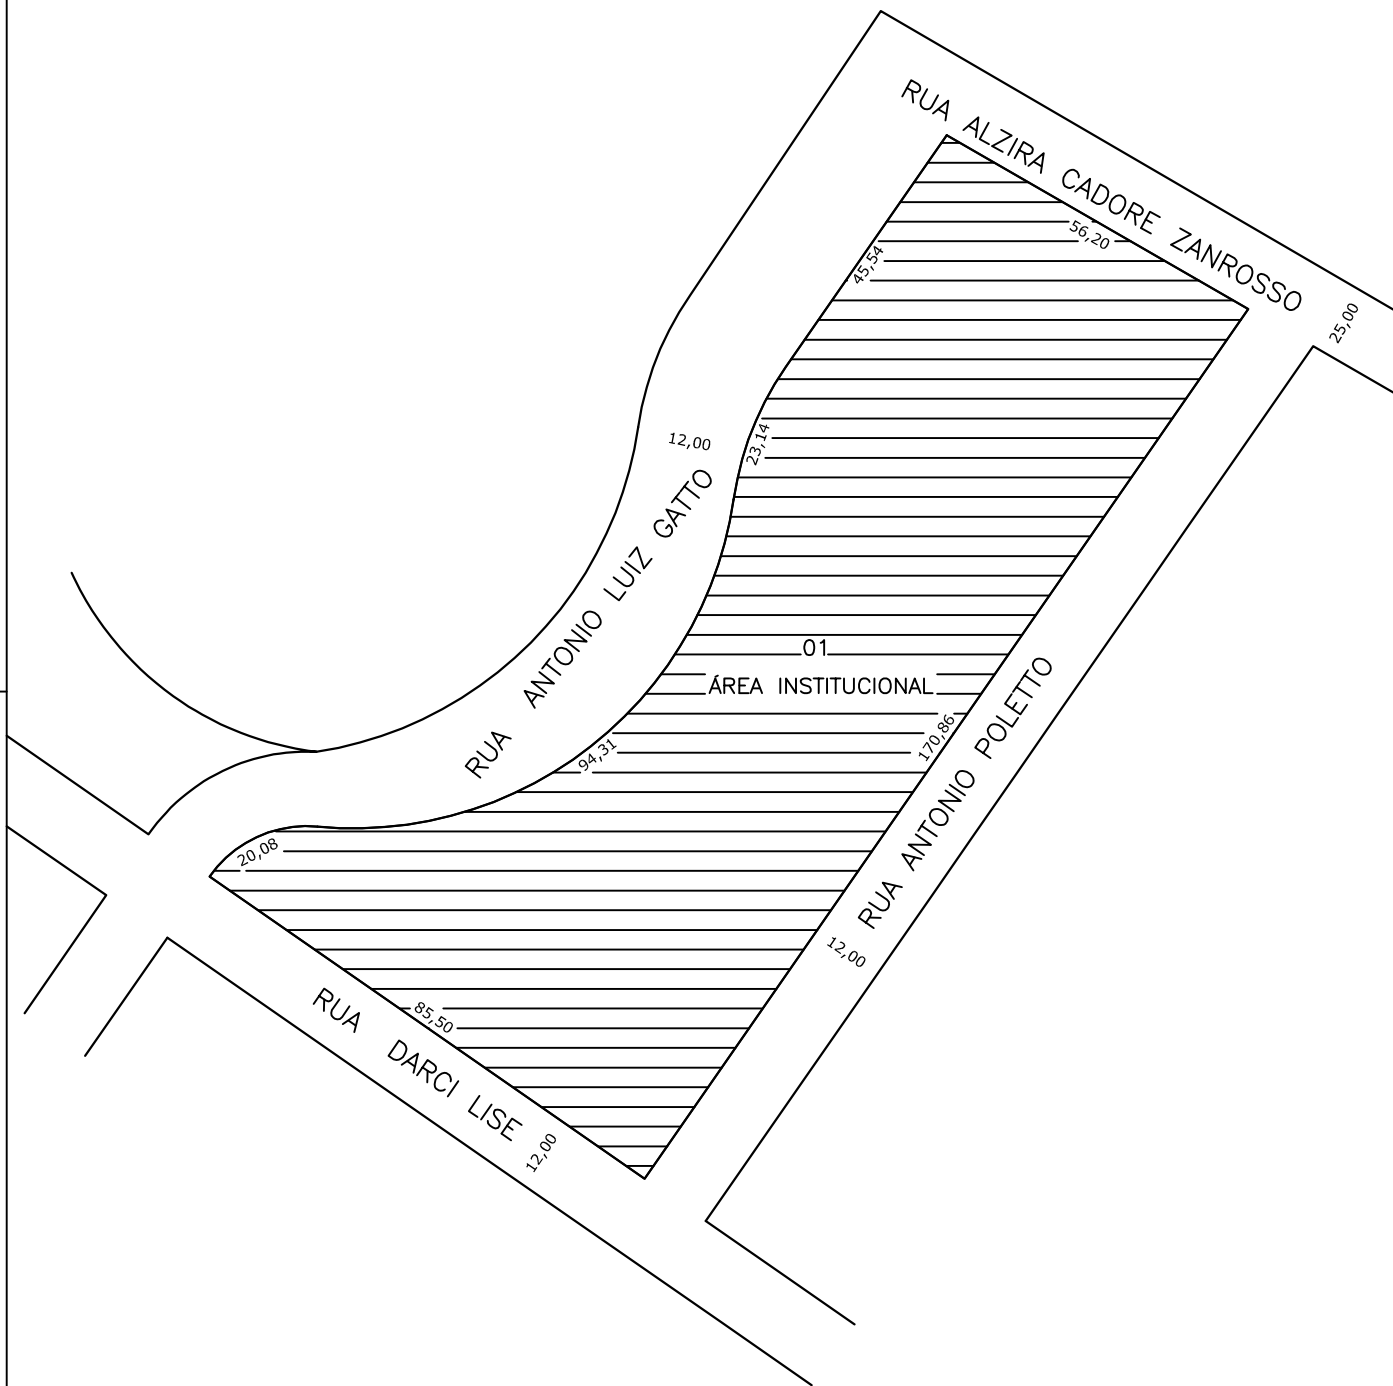 RUA ALZIRA CADORE ZANROSSO
56,20
45,54
25,00
12,00
23,14
RUA ANTONIO LUIZ GATTO
01
ÁREA INSTITUCIONAL
94,31
170,86
RUA ANTONIO POLETTO
20,08
12,00
85,50
RUA DARCI LISE
12,00